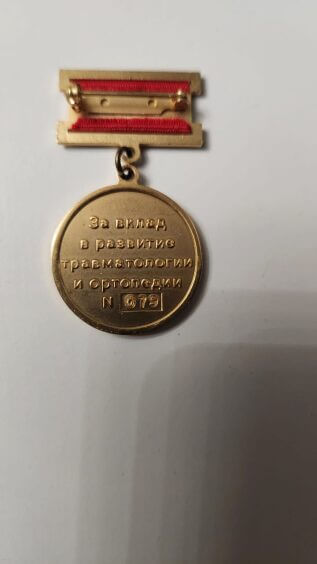 За вклад
в развитие
травматологии
и ортопедии
N 079